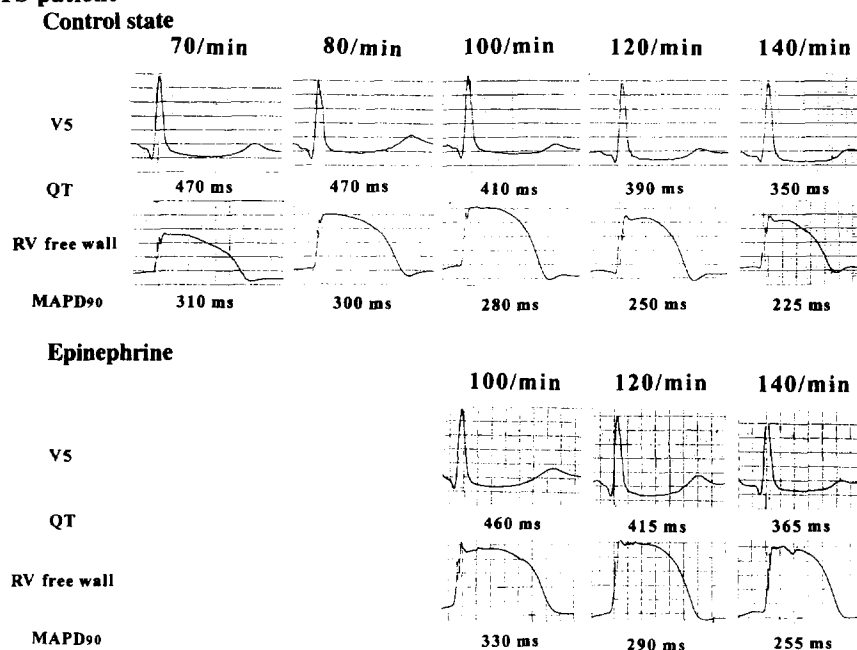 patient
Control state
70/min 80/min 100/min 120/min 140/min
V5
QT 470 ms 470 ms 410 ms 390 ms 350 ms
RV free wall
MAPD90 310 ms 300 ms 280 ms 250 ms 225 ms
Epinephrine
100/min 120/min 140/min
V5
QT 460 ms 415 ms 365 ms
RV free wall
MAPD90 330 ms 290 ms 255 ms